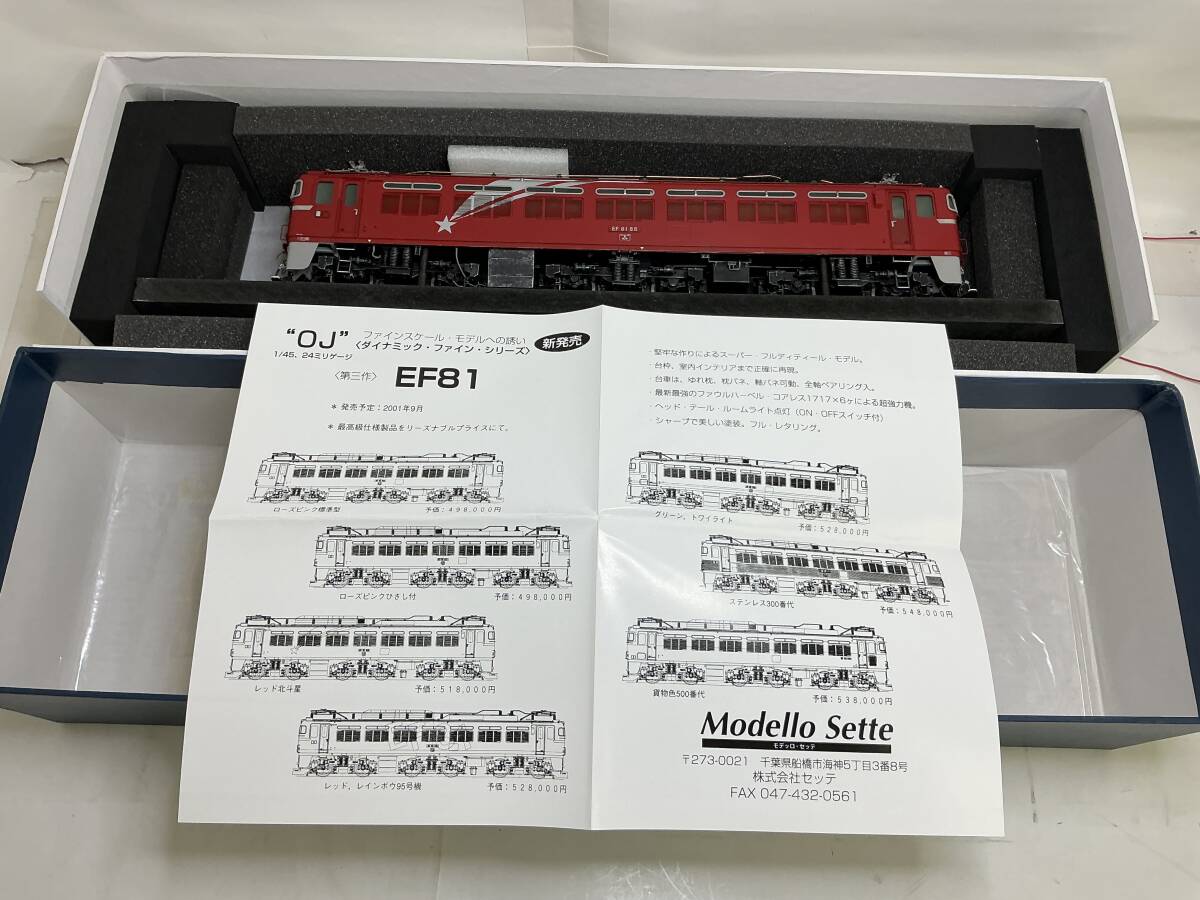 EF 81
"OJ"
ファインスケール・モデルへの誘い
〈ダイナミック・ファイン・シリーズ〉
新発売
1/45、24ミリゲージ
〈第三作〉 EF81
* 発売予定：2001年9月
* 最高級仕様製品をリーズナブルプライスにて。
ローズピンク標準型 予価：498,000円
ローズピンクひさし付 予価：498,000円
レッド北斗星 予価：518,000円
レッド，レインボウ95号機 予価：528,000円
・堅牢な作りによるスーパー・フルディティール・モデル。
・台枠、室内インテリアまで正確に再現。
・台車は、ゆれ枕、枕バネ、軸バネ可動、全軸ベアリング入。
・最新最強のファウルハーベル・コアレス1717×6ヶによる超強力機。
・ヘッド・テール・ルームライト点灯（ON・OFFスイッチ付）
・シャープで美しい塗装。フル・レタリング。
グリーン，トワイライト 予価：528,000円
ステンレス300番代 予価：548,000円
貨物色500番代 予価：538,000円
Modello Sette
モデッロ・セッテ
〒273-0021 千葉県船橋市海神5丁目3番8号
株式会社セッテ
FAX 047-432-0561